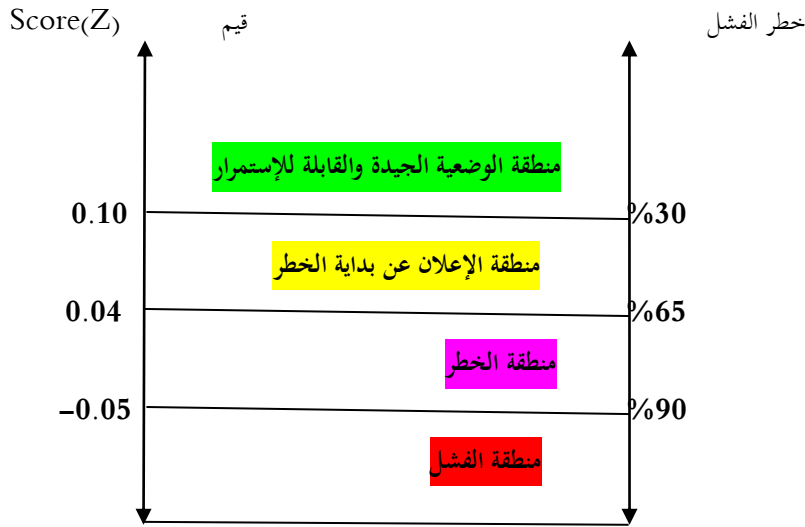 خطر الفشل
قيم
Score(Z)
منطقة الوضعية الجيدة والقابلة للإستمرار
%30
0.10
منطقة الإعلان عن بداية الخطر
%65
0.04
منطقة الخطر
%90
–0.05
منطقة الفشل